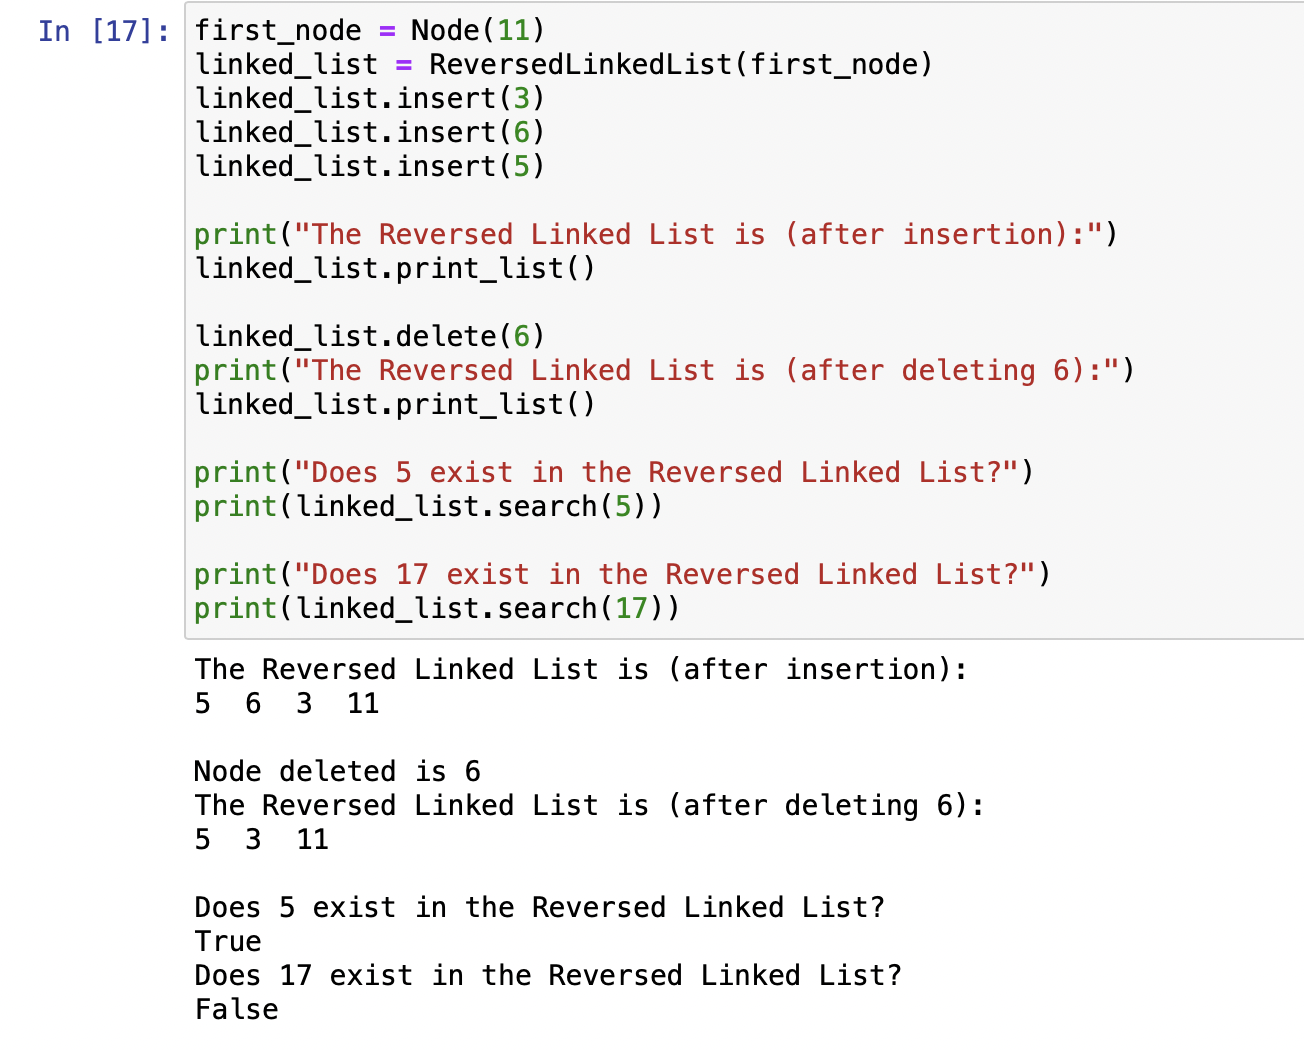 In [17]:
first_node = Node(11)
linked_list = ReversedLinkedList(first_node)
linked_list.insert(3)
linked_list.insert(6)
linked_list.insert(5)
print("The Reversed Linked List is (after insertion):")
linked_list.print_list()
linked_list.delete(6)
print("The Reversed Linked List is (after deleting 6):")
linked_list.print_list()
print("Does 5 exist in the Reversed Linked List?")
print(linked_list.search(5))
print("Does 17 exist in the Reversed Linked List?")
print(linked_list.search(17))
The Reversed Linked List is (after insertion):
5  6  3  11
Node deleted is 6
The Reversed Linked List is (after deleting 6):
5  3  11
Does 5 exist in the Reversed Linked List?
True
Does 17 exist in the Reversed Linked List?
False